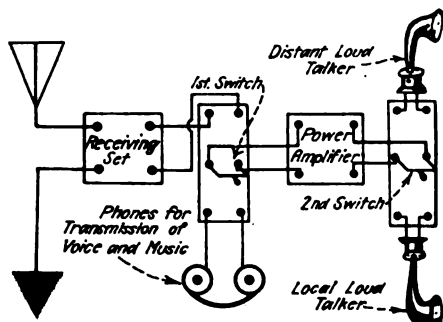 Distant Loud
Talker
1st. Switch
Receiving
Set
Power
Amplifier
2nd Switch
Phones for
Transmission of
Voice and Music
Local Loud
Talker